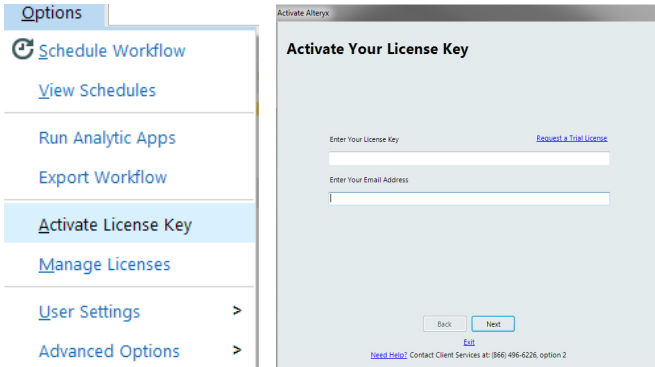 Options
Schedule Workflow
View Schedules
Run Analytic Apps
Export Workflow
Activate License Key
Manage Licenses
User Settings >
Advanced Options >
Activate Alteryx
Activate Your License Key
Enter Your License Key Request a Trial License
Enter Your Email Address
Back Next
Exit
Need Help? Contact Client Services at: (866) 496-6226, option 2